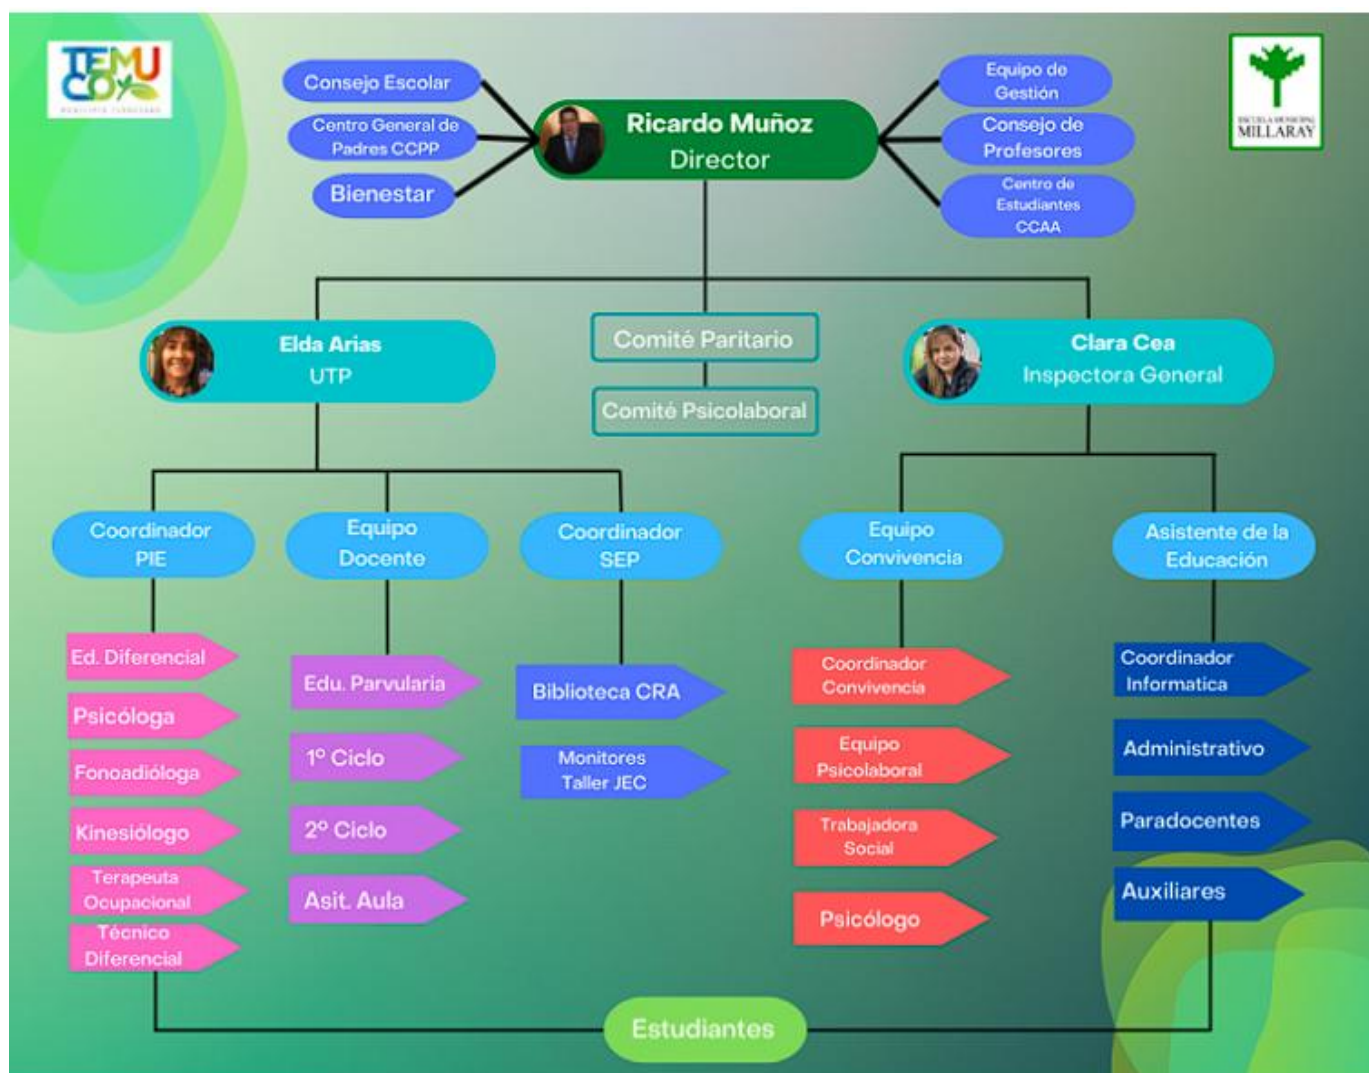 TEMU
CO
Consejo Escolar
Centro General de
Padres CCPP
Bienestar
Ricardo Muñoz
Director
Equipo de
Gestión
Consejo de
Profesores
Centro de
Estudiantes
CCAA
ESCUELA MUNICIPAL
MILLARAY
Elda Arias
UTP
Comité Paritario
Comité Psicolaboral
Clara Cea
Inspectora General
Coordinador
PIE
Equipo
Docente
Coordinador
SEP
Equipo
Convivencia
Asistente de la
Educación
Ed. Diferencial
Psicóloga
Fonoadióloga
Kinesiólogo
Terapeuta
Ocupacional
Técnico
Diferencial
Edu. Parvularia
1º Ciclo
2º Ciclo
Asit. Aula
Biblioteca CRA
Monitores
Taller JEC
Coordinador
Convivencia
Equipo
Psicolaboral
Trabajadora
Social
Psicólogo
Coordinador
Informatica
Administrativo
Paradocentes
Auxiliares
Estudiantes